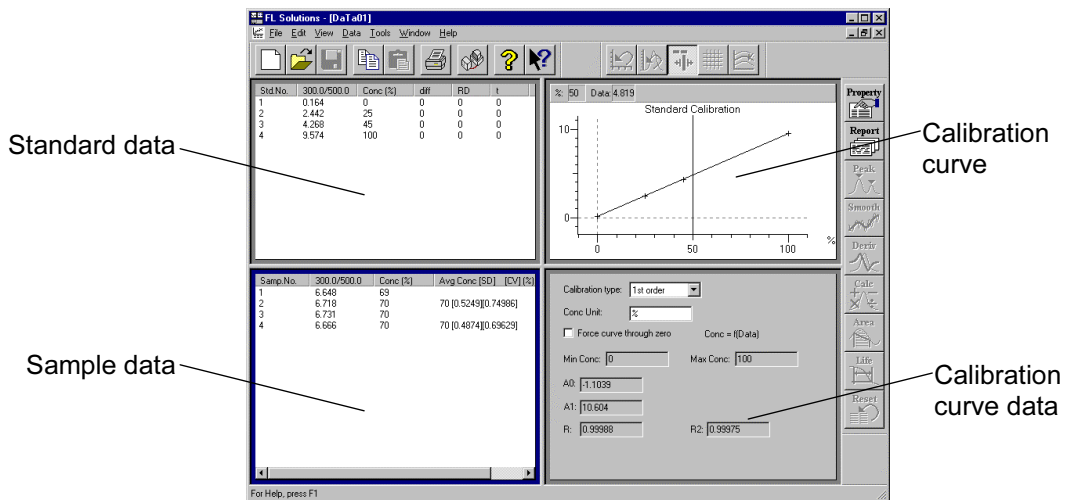 FL Solutions - [DaTa01]
File Edit View Data Tools Window Help
Std.No. 300.0/500.0 Conc (%) diff RD t
1 0.164 0 0 0 0
2 2.442 25 0 0 0
3 4.268 45 0 0 0
4 9.574 100 0 0 0
Standard data
%: 50 Data: 4.819
Standard Calibration
10
0
0 50 100 %
Calibration
curve
Property
Report
Peak
Smooth
Deriv
Calc
Area
Life
Reset
Samp.No. 300.0/500.0 Conc (%) Avg Conc [SD] [CV] (%)
1 6.648 69
2 6.718 70 70 [0.5249][0.74986]
3 6.731 70
4 6.666 70 70 [0.4874][0.69629]
Sample data
Calibration type: 1st order
Conc Unit: %
Force curve through zero Conc = f(Data)
Min Conc: 0 Max Conc: 100
A0: -1.1039
A1: 10.604
R: 0.99988 R2: 0.99975
Calibration
curve data
For Help, press F1